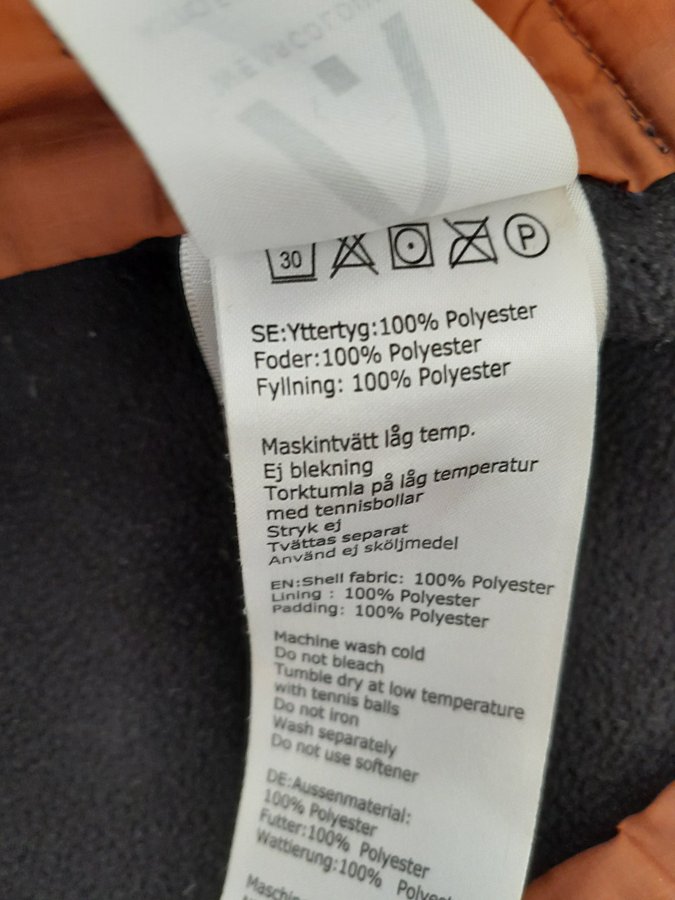 30 P
SE:Yttertyg:100% Polyester
Foder:100% Polyester
Fyllning: 100% Polyester
Maskintvätt låg temp.
Ej blekning
Torktumla på låg temperatur
med tennisbollar
Stryk ej
Tvättas separat
Använd ej sköljmedel
EN:Shell fabric: 100% Polyester
Lining : 100% Polyester
Padding: 100% Polyester
Machine wash cold
Do not bleach
Tumble dry at low temperature
with tennis balls
Do not iron
Wash separately
Do not use softener
DE:Aussenmaterial:
100% Polyester
Futter:100% Polyester
Wattierung:100%